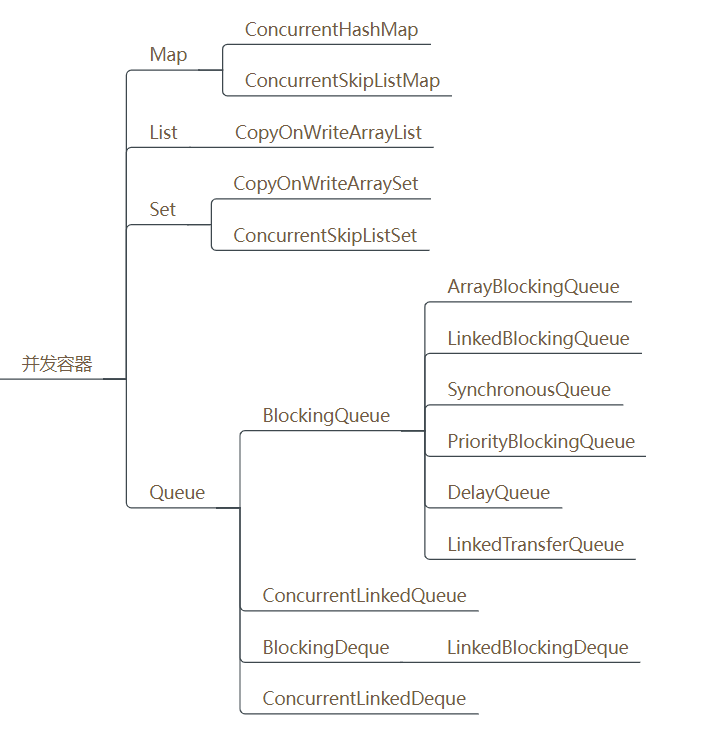 并发容器
Map
ConcurrentHashMap
ConcurrentSkipListMap
List
CopyOnWriteArrayList
Set
CopyOnWriteArraySet
ConcurrentSkipListSet
Queue
BlockingQueue
ArrayBlockingQueue
LinkedBlockingQueue
SynchronousQueue
PriorityBlockingQueue
DelayQueue
LinkedTransferQueue
ConcurrentLinkedQueue
BlockingDeque
LinkedBlockingDeque
ConcurrentLinkedDeque